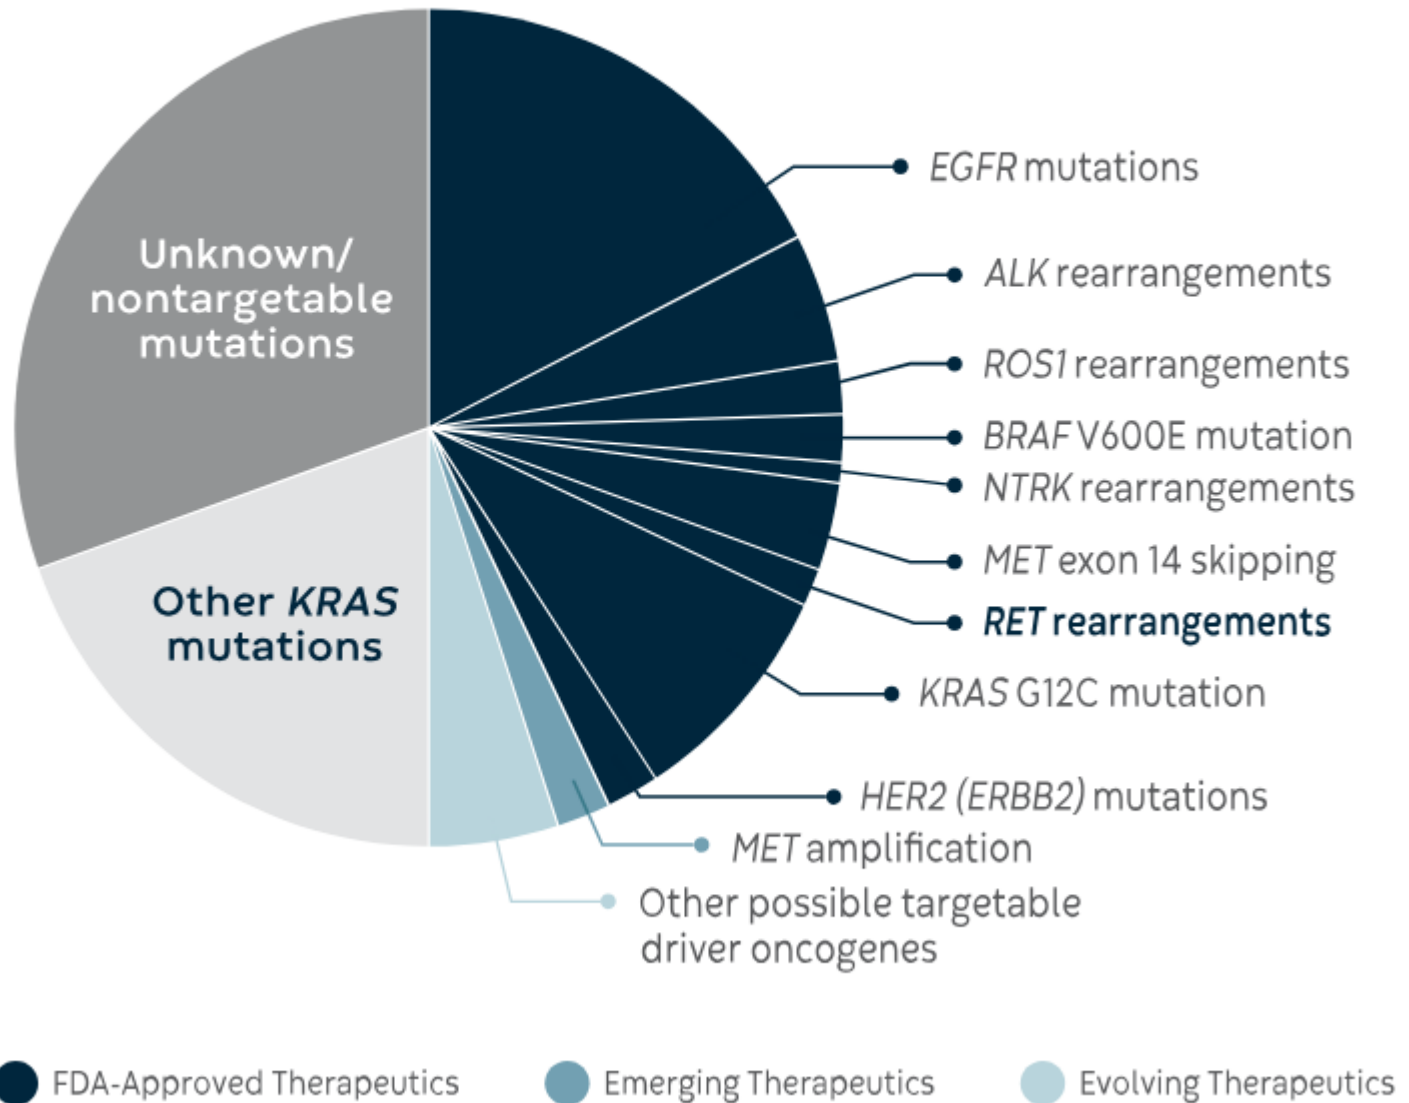 Unknown/
nontargetable
mutations
Other KRAS
mutations
EGFR mutations
ALK rearrangements
ROS1 rearrangements
BRAF V600E mutation
NTRK rearrangements
MET exon 14 skipping
RET rearrangements
KRAS G12C mutation
HER2 (ERBB2) mutations
MET amplification
Other possible targetable
driver oncogenes
FDA-Approved Therapeutics
Emerging Therapeutics
Evolving Therapeutics